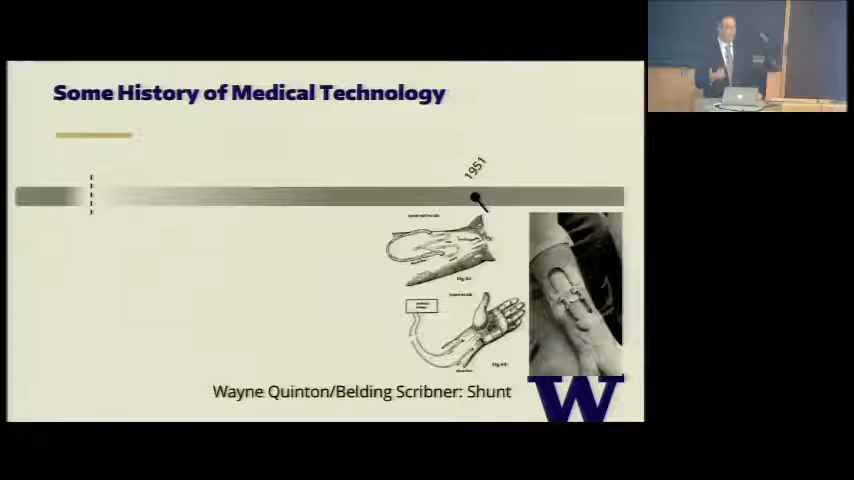 Some History of Medical Technology
1951
Wayne Quinton/Belding Scribner: Shunt
W